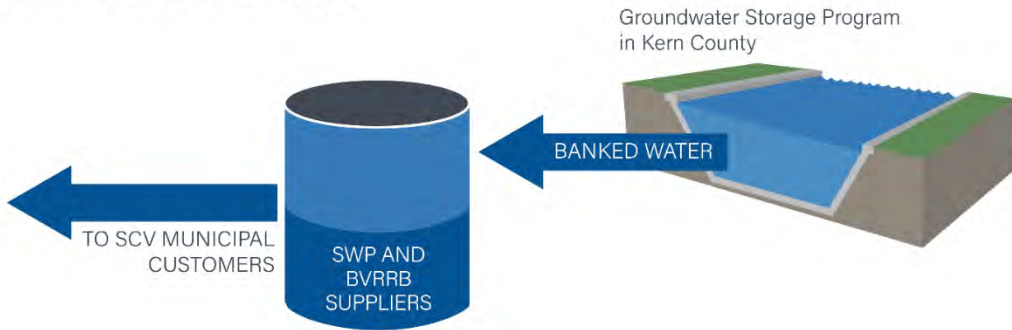 Groundwater Storage Program
in Kern County
BANKED WATER
TO SCV MUNICIPAL
CUSTOMERS
SWP AND
BVRRB
SUPPLIERS